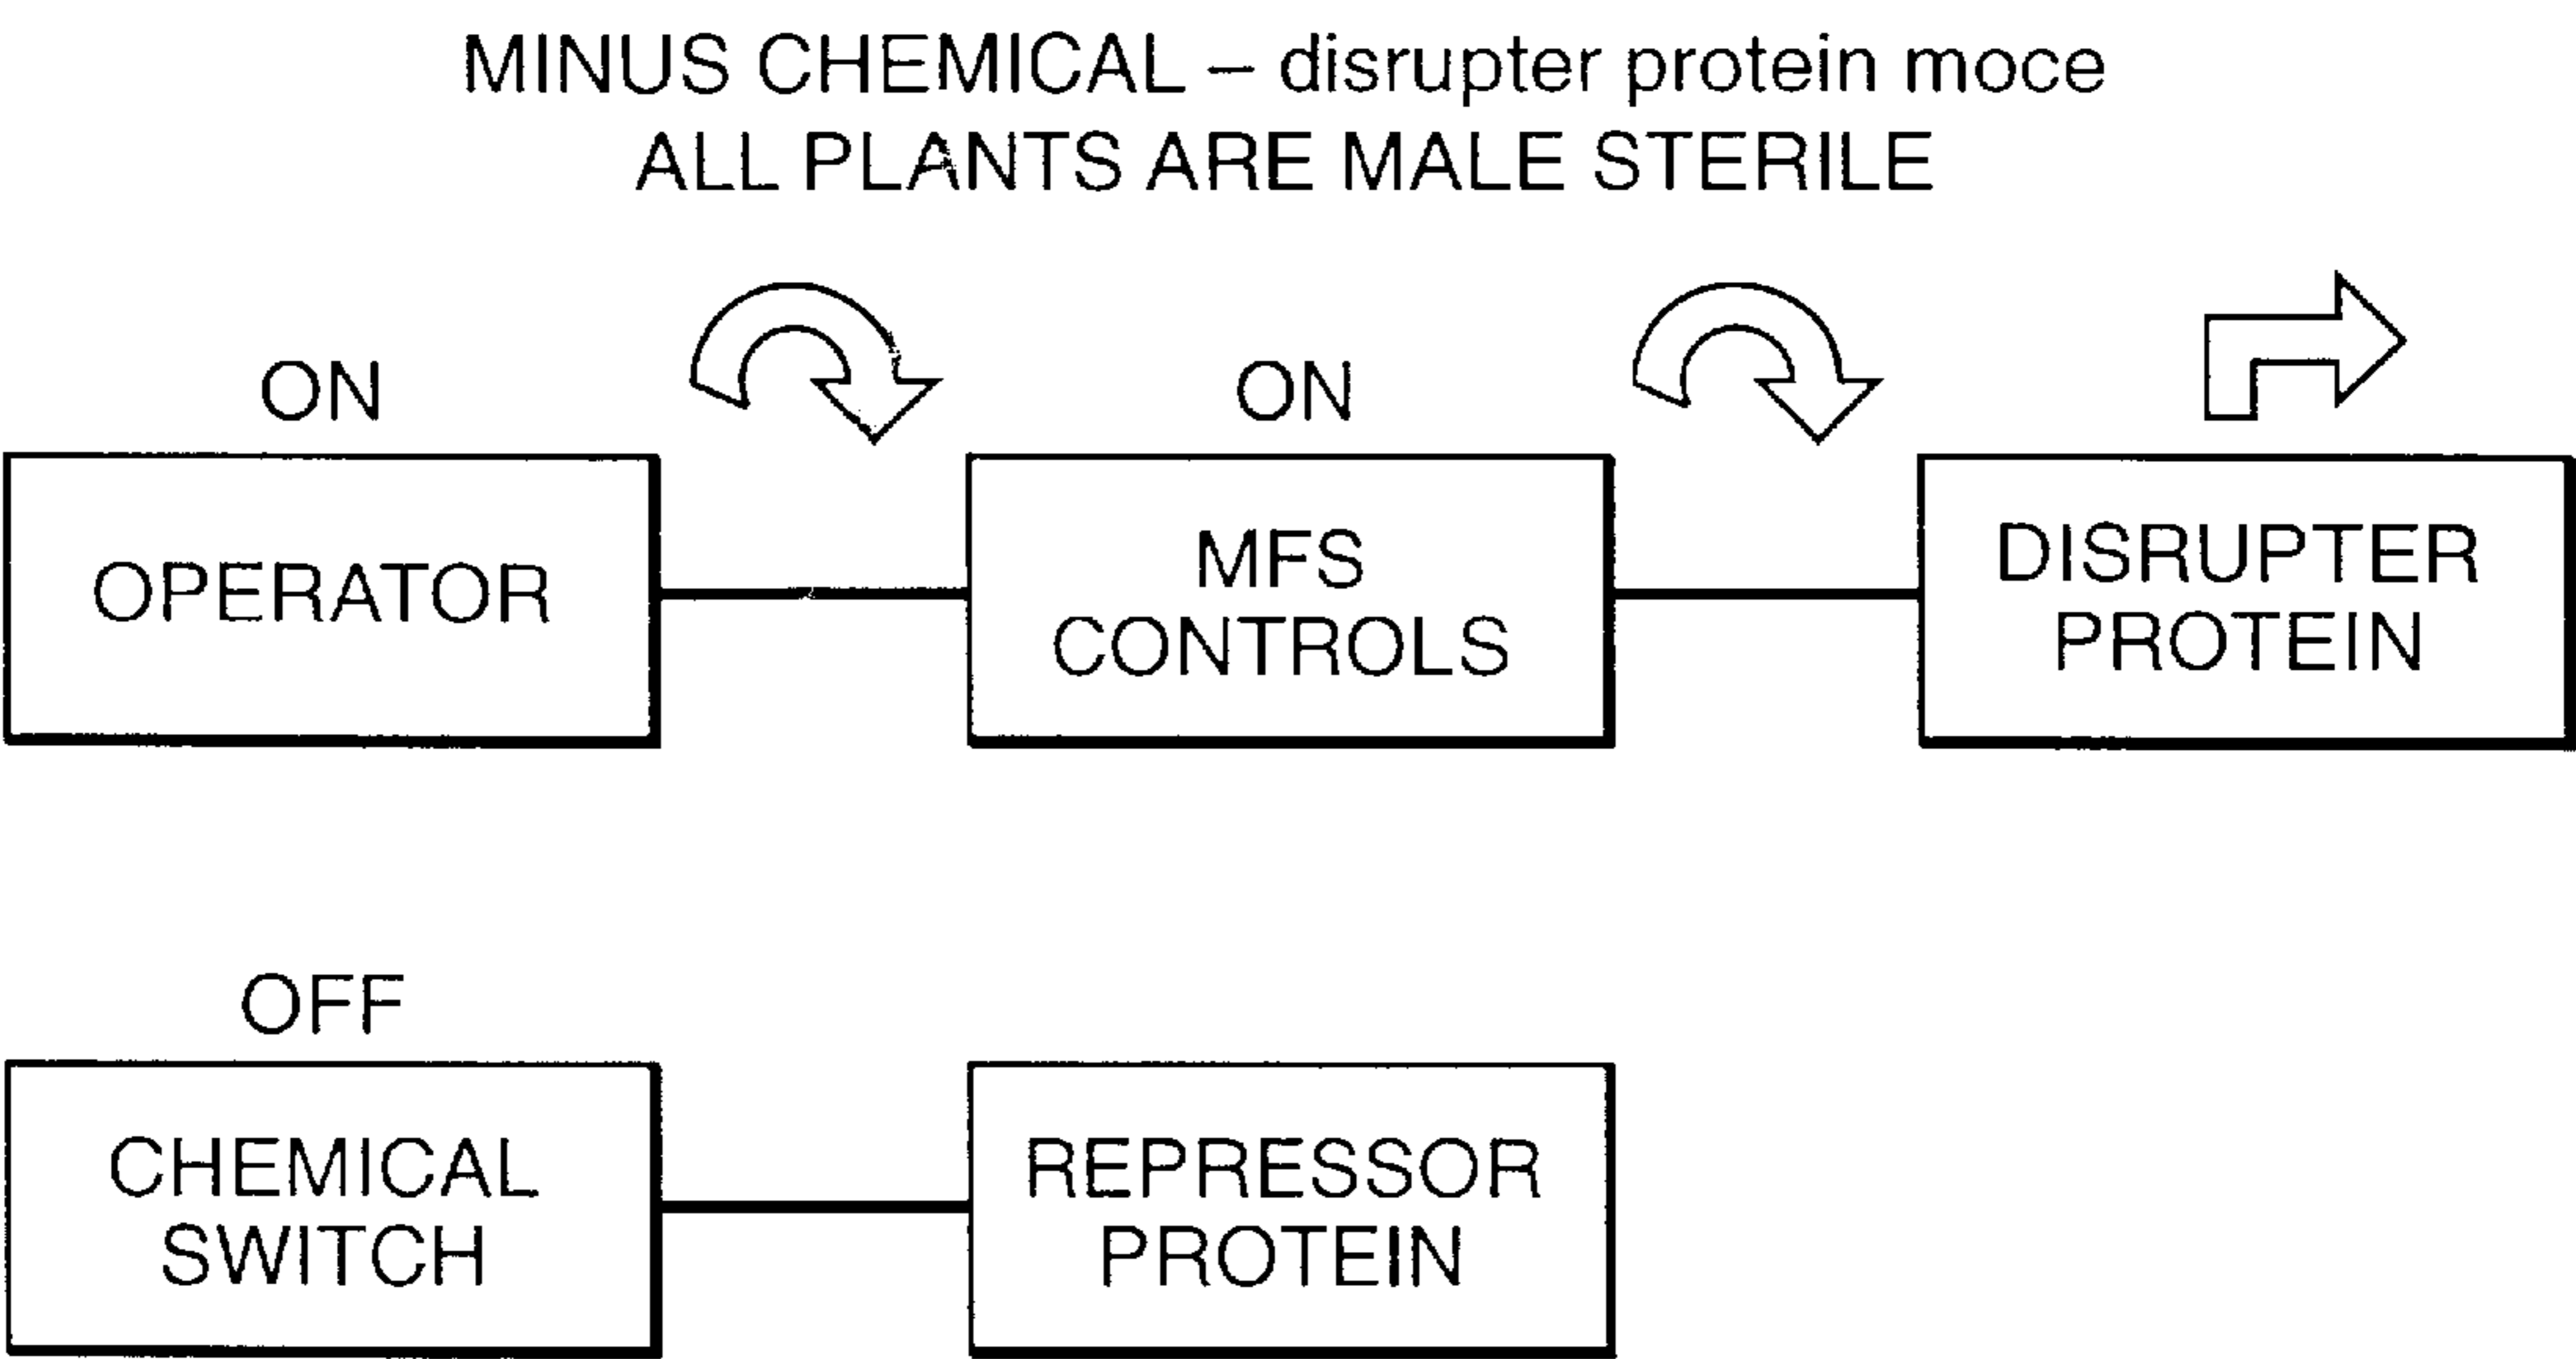 MINUS CHEMICAL – disrupter protein moce
ALL PLANTS ARE MALE STERILE
ON
ON
OPERATOR
MFS
CONTROLS
DISRUPTER
PROTEIN
OFF
CHEMICAL
SWITCH
REPRESSOR
PROTEIN